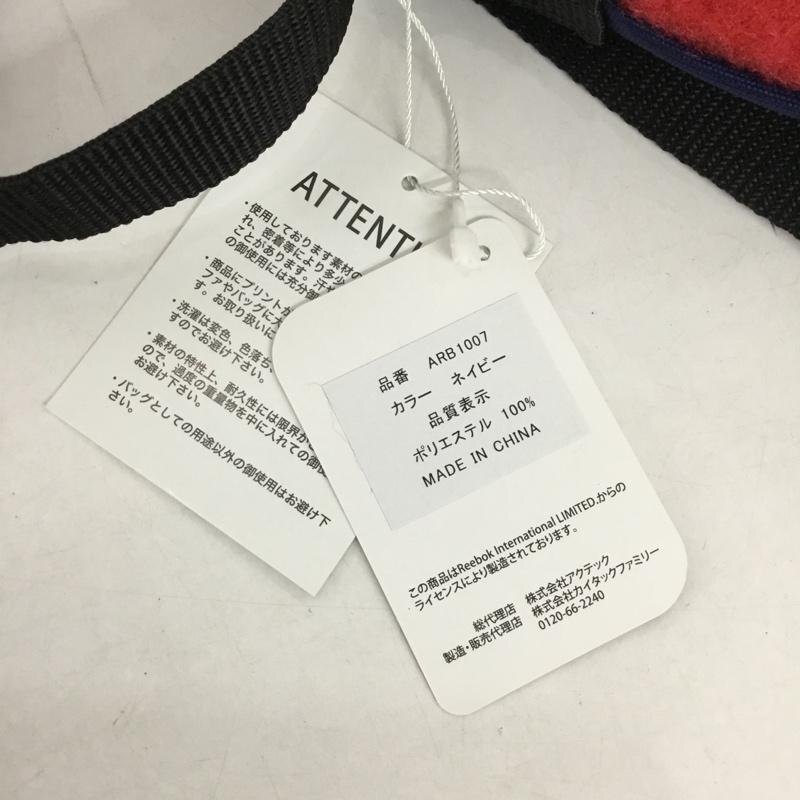 ATTENTI
・使用しております素材の
れ、密着等により多少
ことがあります。汗や
の御使用には充分御
・商品にプリントが
ファやバッグに大
す。お取り扱いに
・洗濯は変色、色落ち、
すのでお避け下さい。
・素材の特性上、耐久性には限界がご
ので、過度の重量物を中に入れての御使
お避け下さい。
・バッグとしての用途以外の御使用はお避け下
さい。
品番 ARB1007
カラー ネイビー
品質表示
ポリエステル 100%
MADE IN CHINA
この商品はReebok International LIMITED.からの
ライセンスにより製造されております。
総代理店 株式会社アクテック
製造・販売代理店 株式会社カイタックファミリー
0120-66-2240